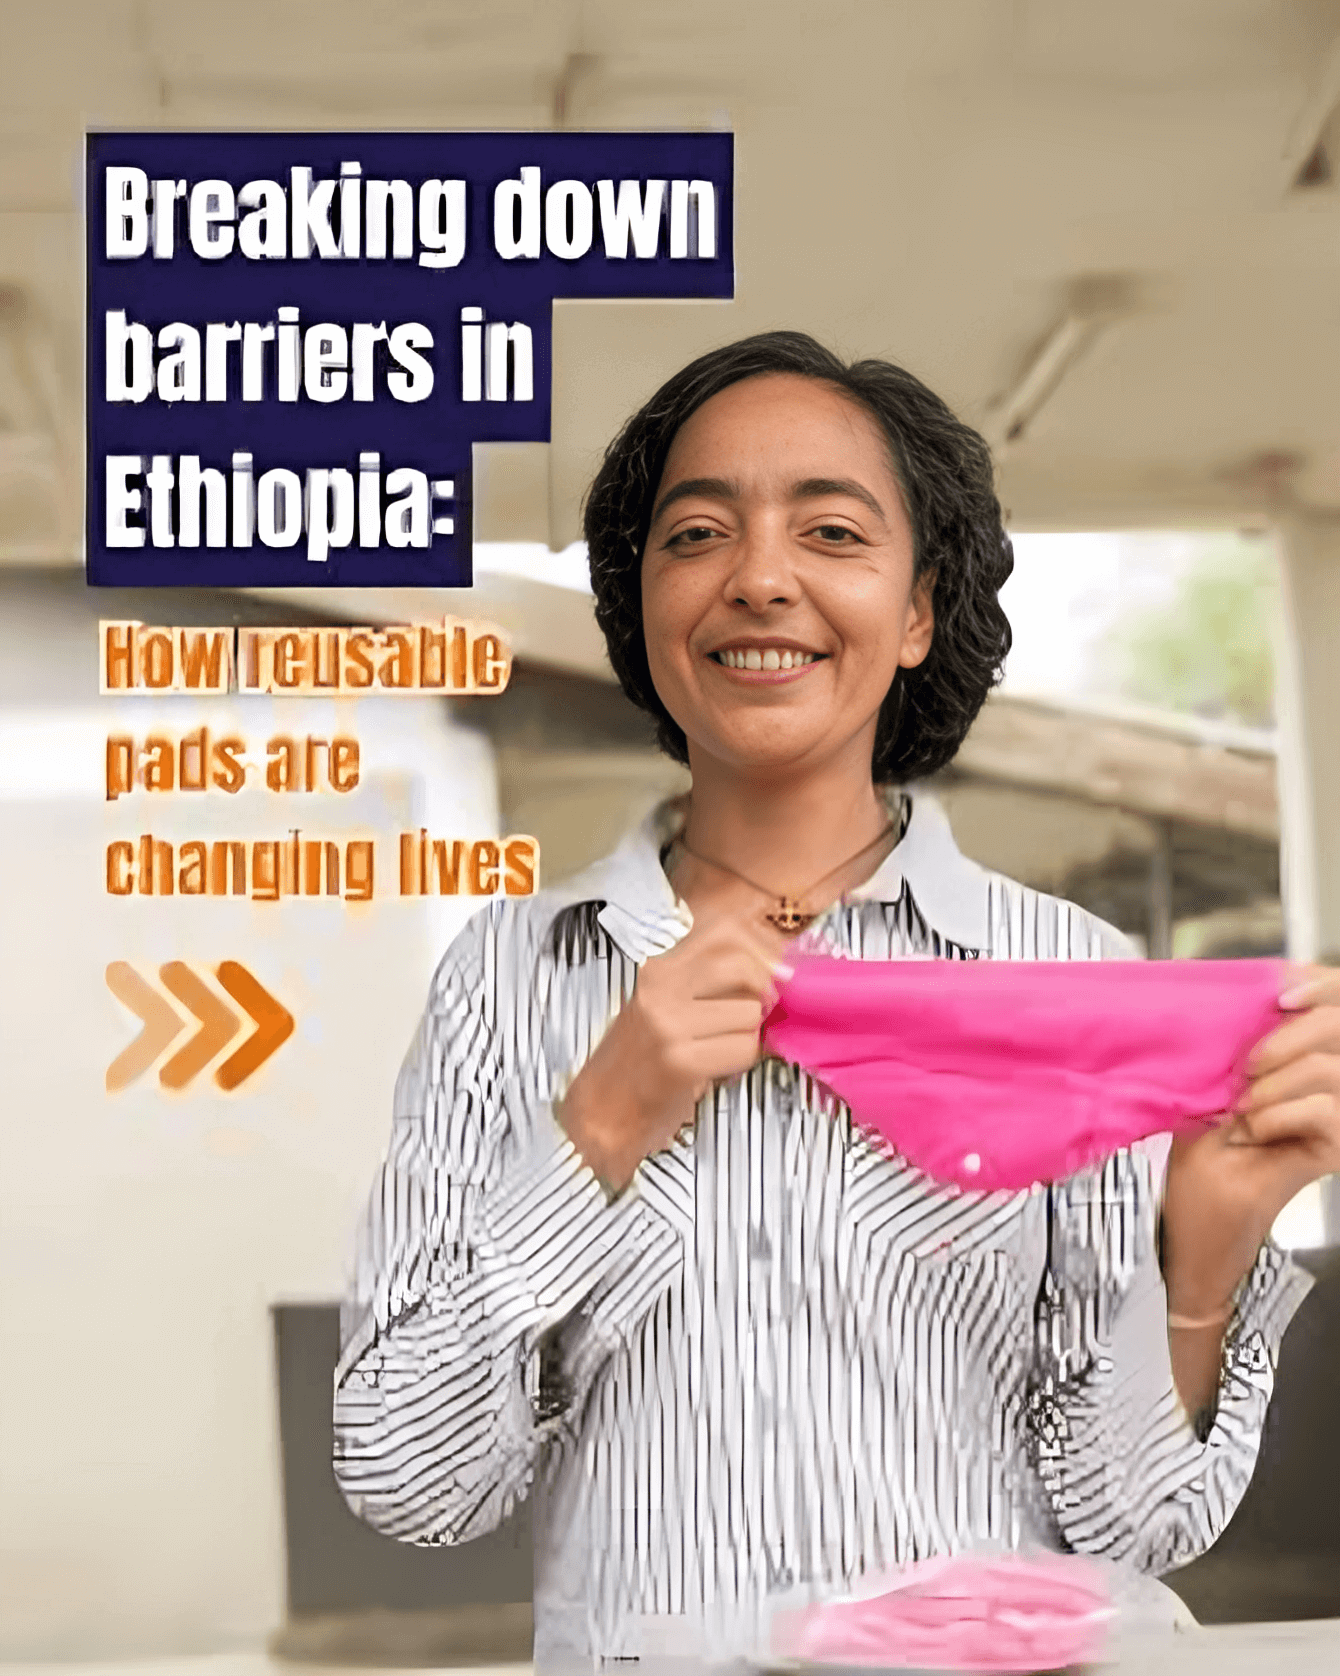 Breaking down
barriers in
Ethiopia:
How reusable
pads are
changing lives